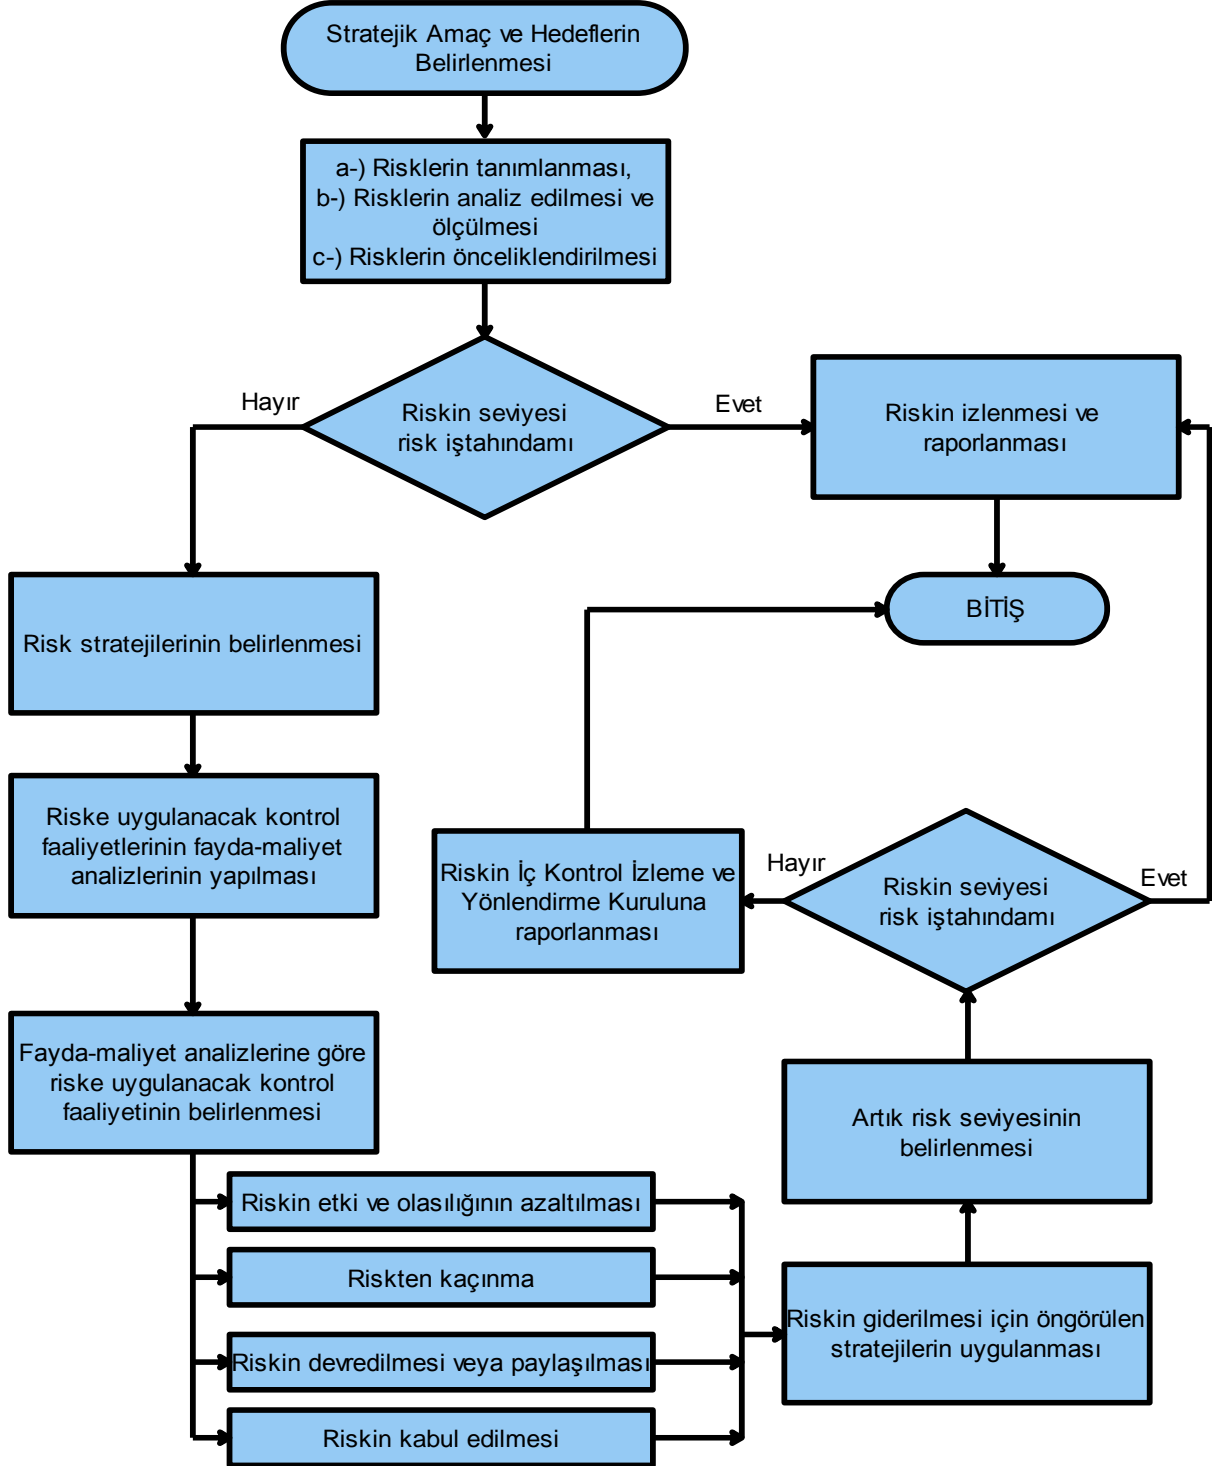 Stratejik Amaç ve Hedeflerin
Belirlenmesi
a-) Risklerin tanımlanması,
b-) Risklerin analiz edilmesi ve
ölçülmesi
c-) Risklerin önceliklendirilmesi
Hayır
Riskin seviyesi
risk iştahındamı
Evet
Riskin izlenmesi ve
raporlanması
BİTİŞ
Risk stratejilerinin belirlenmesi
Riske uygulanacak kontrol
faaliyetlerinin fayda-maliyet
analizlerinin yapılması
Riskin İç Kontrol İzleme ve
Yönlendirme Kuruluna
raporlanması
Hayır
Riskin seviyesi
risk iştahındamı
Evet
Fayda-maliyet analizlerine göre
riske uygulanacak kontrol
faaliyetinin belirlenmesi
Artık risk seviyesinin
belirlenmesi
Riskin etki ve olasılığının azaltılması
Riskten kaçınma
Riskin devredilmesi veya paylaşılması
Riskin kabul edilmesi
Riskin giderilmesi için öngörülen
stratejilerin uygulanması